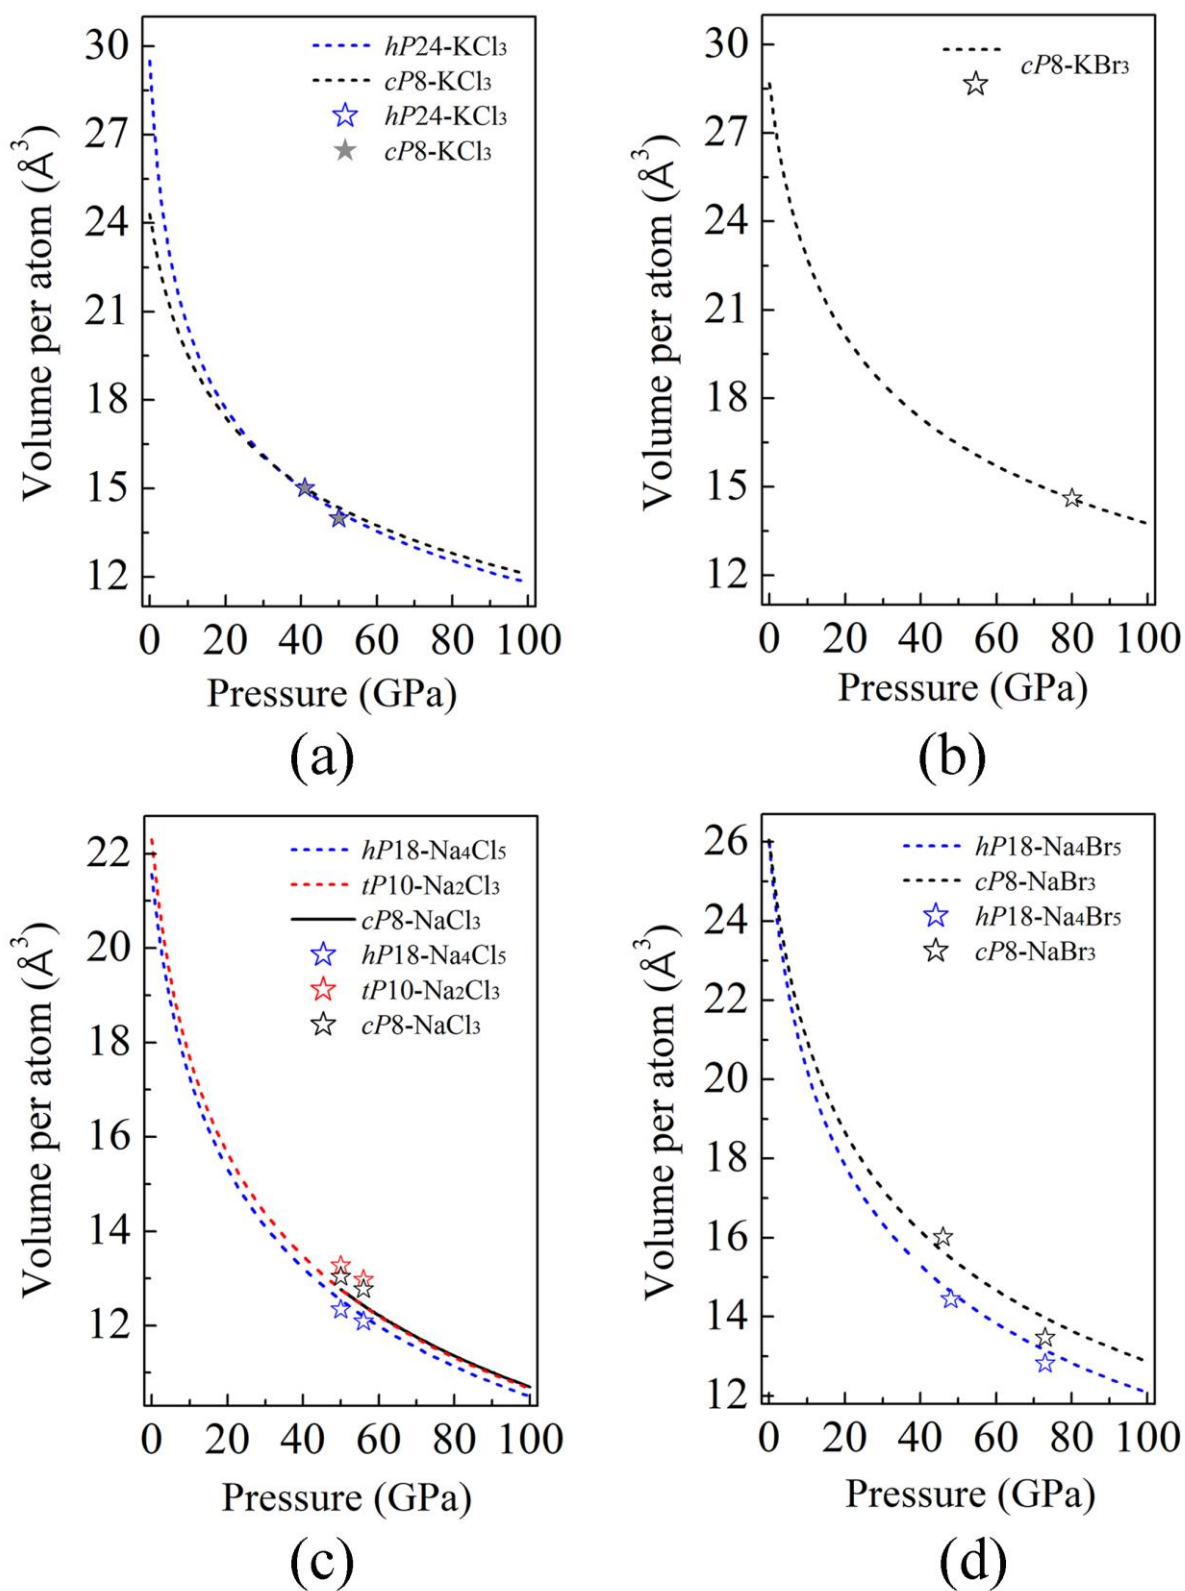 Volume per atom (Å³)
30
27
24
21
18
15
12
hP24-KCl₃
cP8-KCl₃
hP24-KCl₃
cP8-KCl₃
0 20 40 60 80 100
Pressure (GPa)
(a)
Volume per atom (Å³)
30
27
24
21
18
15
12
cP8-KBr₃
0 20 40 60 80 100
Pressure (GPa)
(b)
Volume per atom (Å³)
22
20
18
16
14
12
hP18-Na₄Cl₅
tP10-Na₂Cl₃
cP8-NaCl₃
hP18-Na₄Cl₅
tP10-Na₂Cl₃
cP8-NaCl₃
0 20 40 60 80 100
Pressure (GPa)
(c)
Volume per atom (Å³)
26
24
22
20
18
16
14
12
hP18-Na₄Br₅
cP8-NaBr₃
hP18-Na₄Br₅
cP8-NaBr₃
0 20 40 60 80 100
Pressure (GPa)
(d)